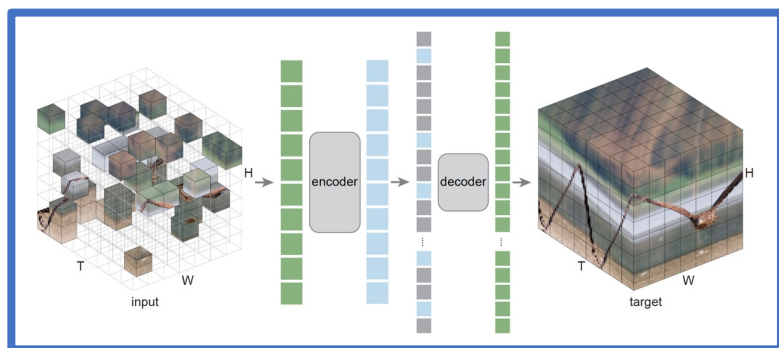 H
encoder
decoder
H
T
W
input
T
W
target